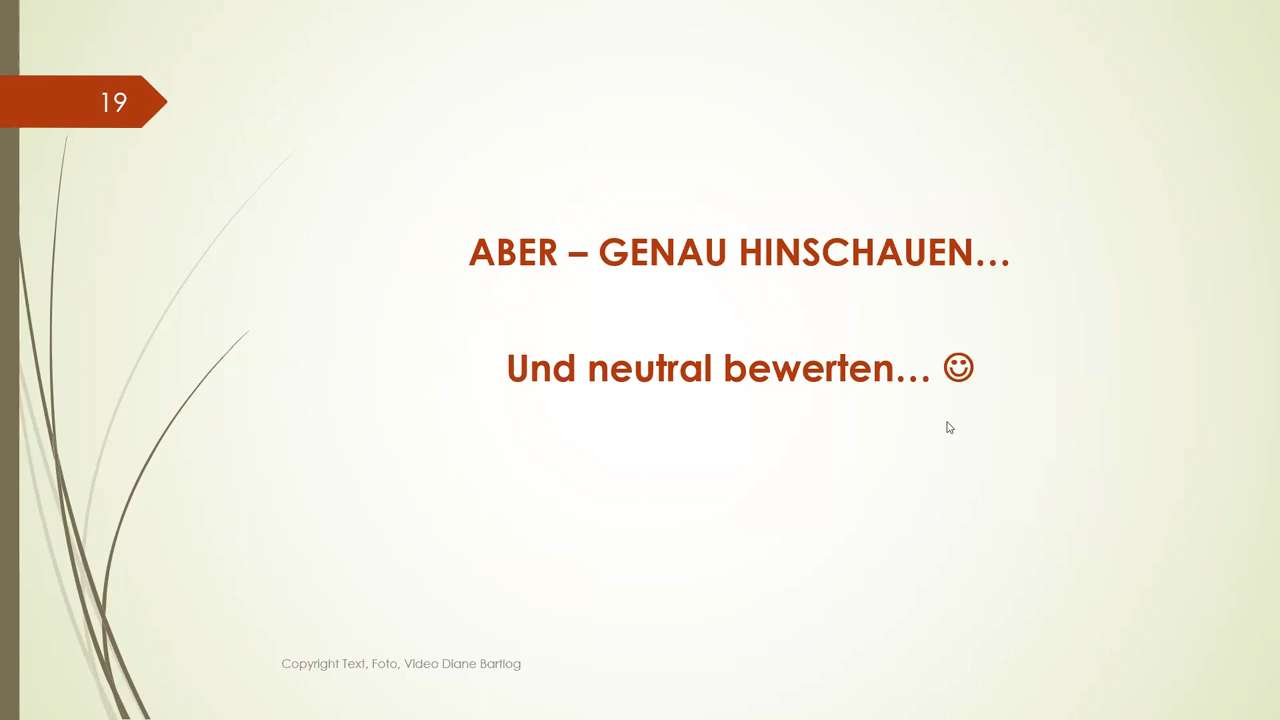 19
ABER – GENAU HINSCHAUEN…
Und neutral bewerten… ☺
Copyright Text, Foto, Video Diane Bartlog